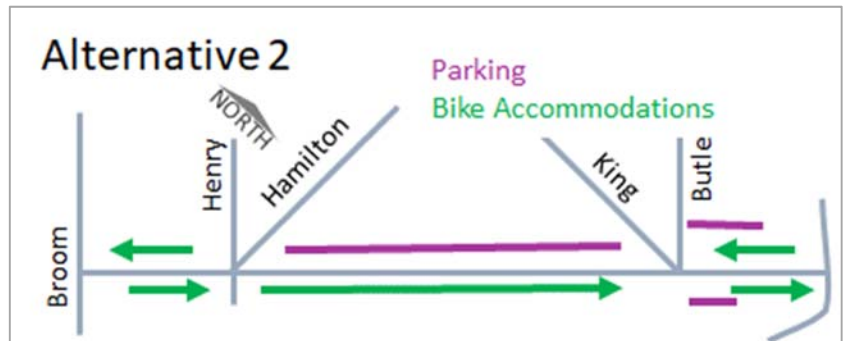 Alternative 2
Parking
Bike Accommodations
NORTH
Henry
Hamilton
King
Butle
Broom